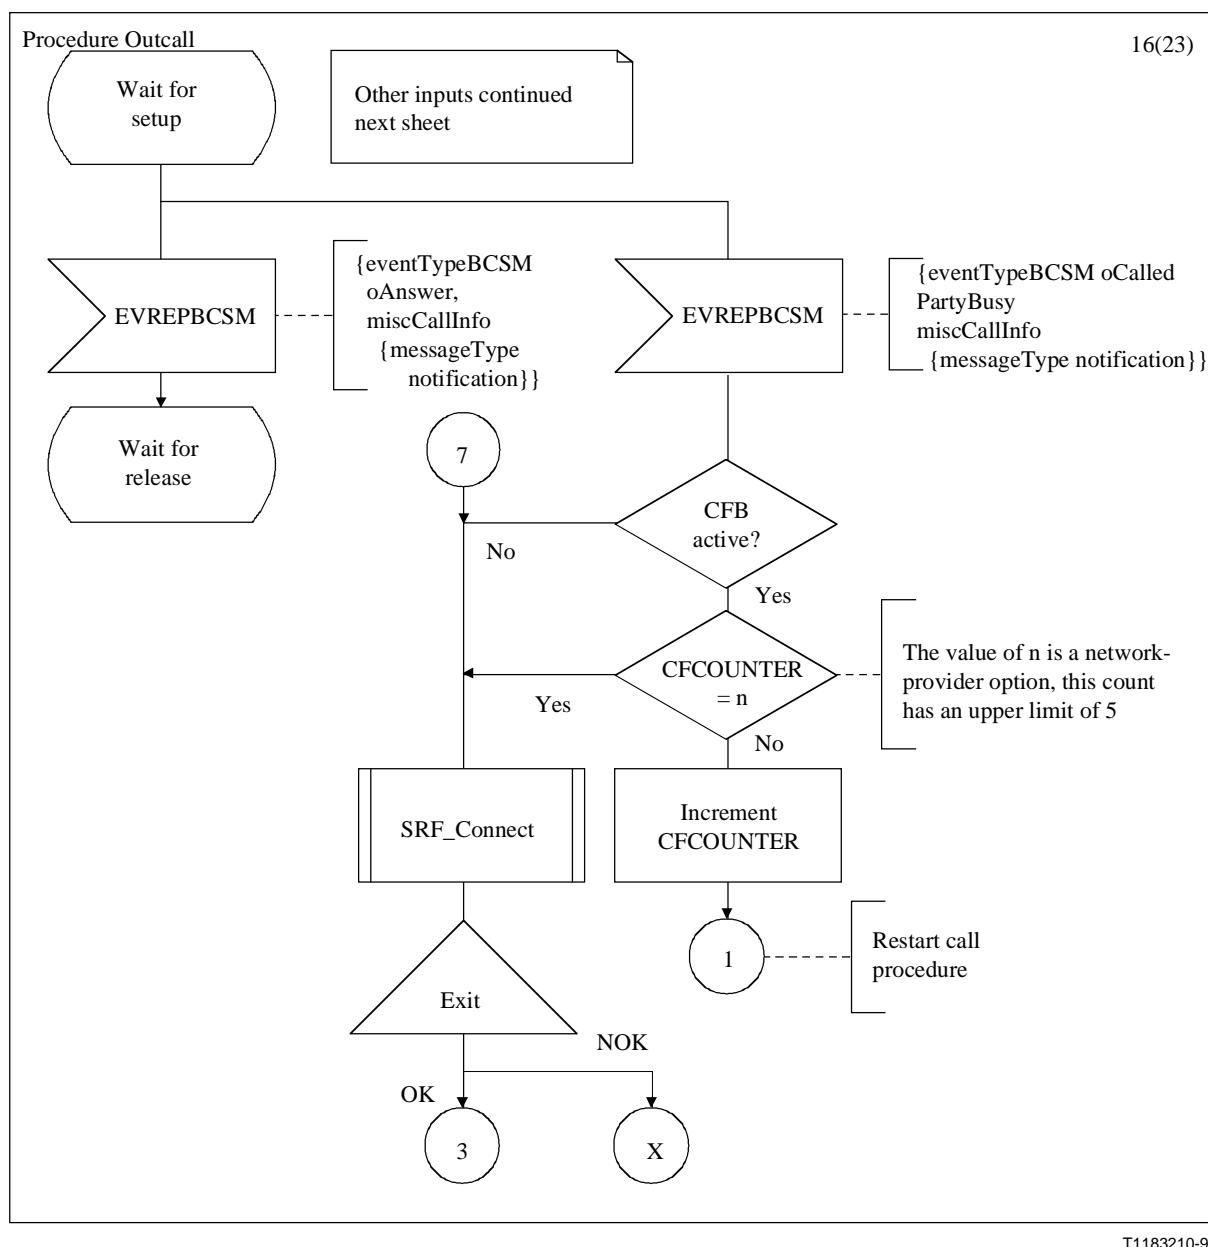 Procedure Outcall
16(23)
Wait for
setup
Other inputs continued
next sheet
EVREPBCSM
{eventTypeBCSM
oAnswer,
miscCallInfo
{messageType
notification}}
EVREPBCSM
{eventTypeBCSM oCalled
PartyBusy
miscCallInfo
{messageType notification}}
Wait for
release
7
CFB
active?
No
Yes
CFCOUNTER
= n
The value of n is a network-
provider option, this count
has an upper limit of 5
Yes
No
SRF_Connect
Increment
CFCOUNTER
1
Restart call
procedure
Exit
NOK
OK
3
X
T1183210-9